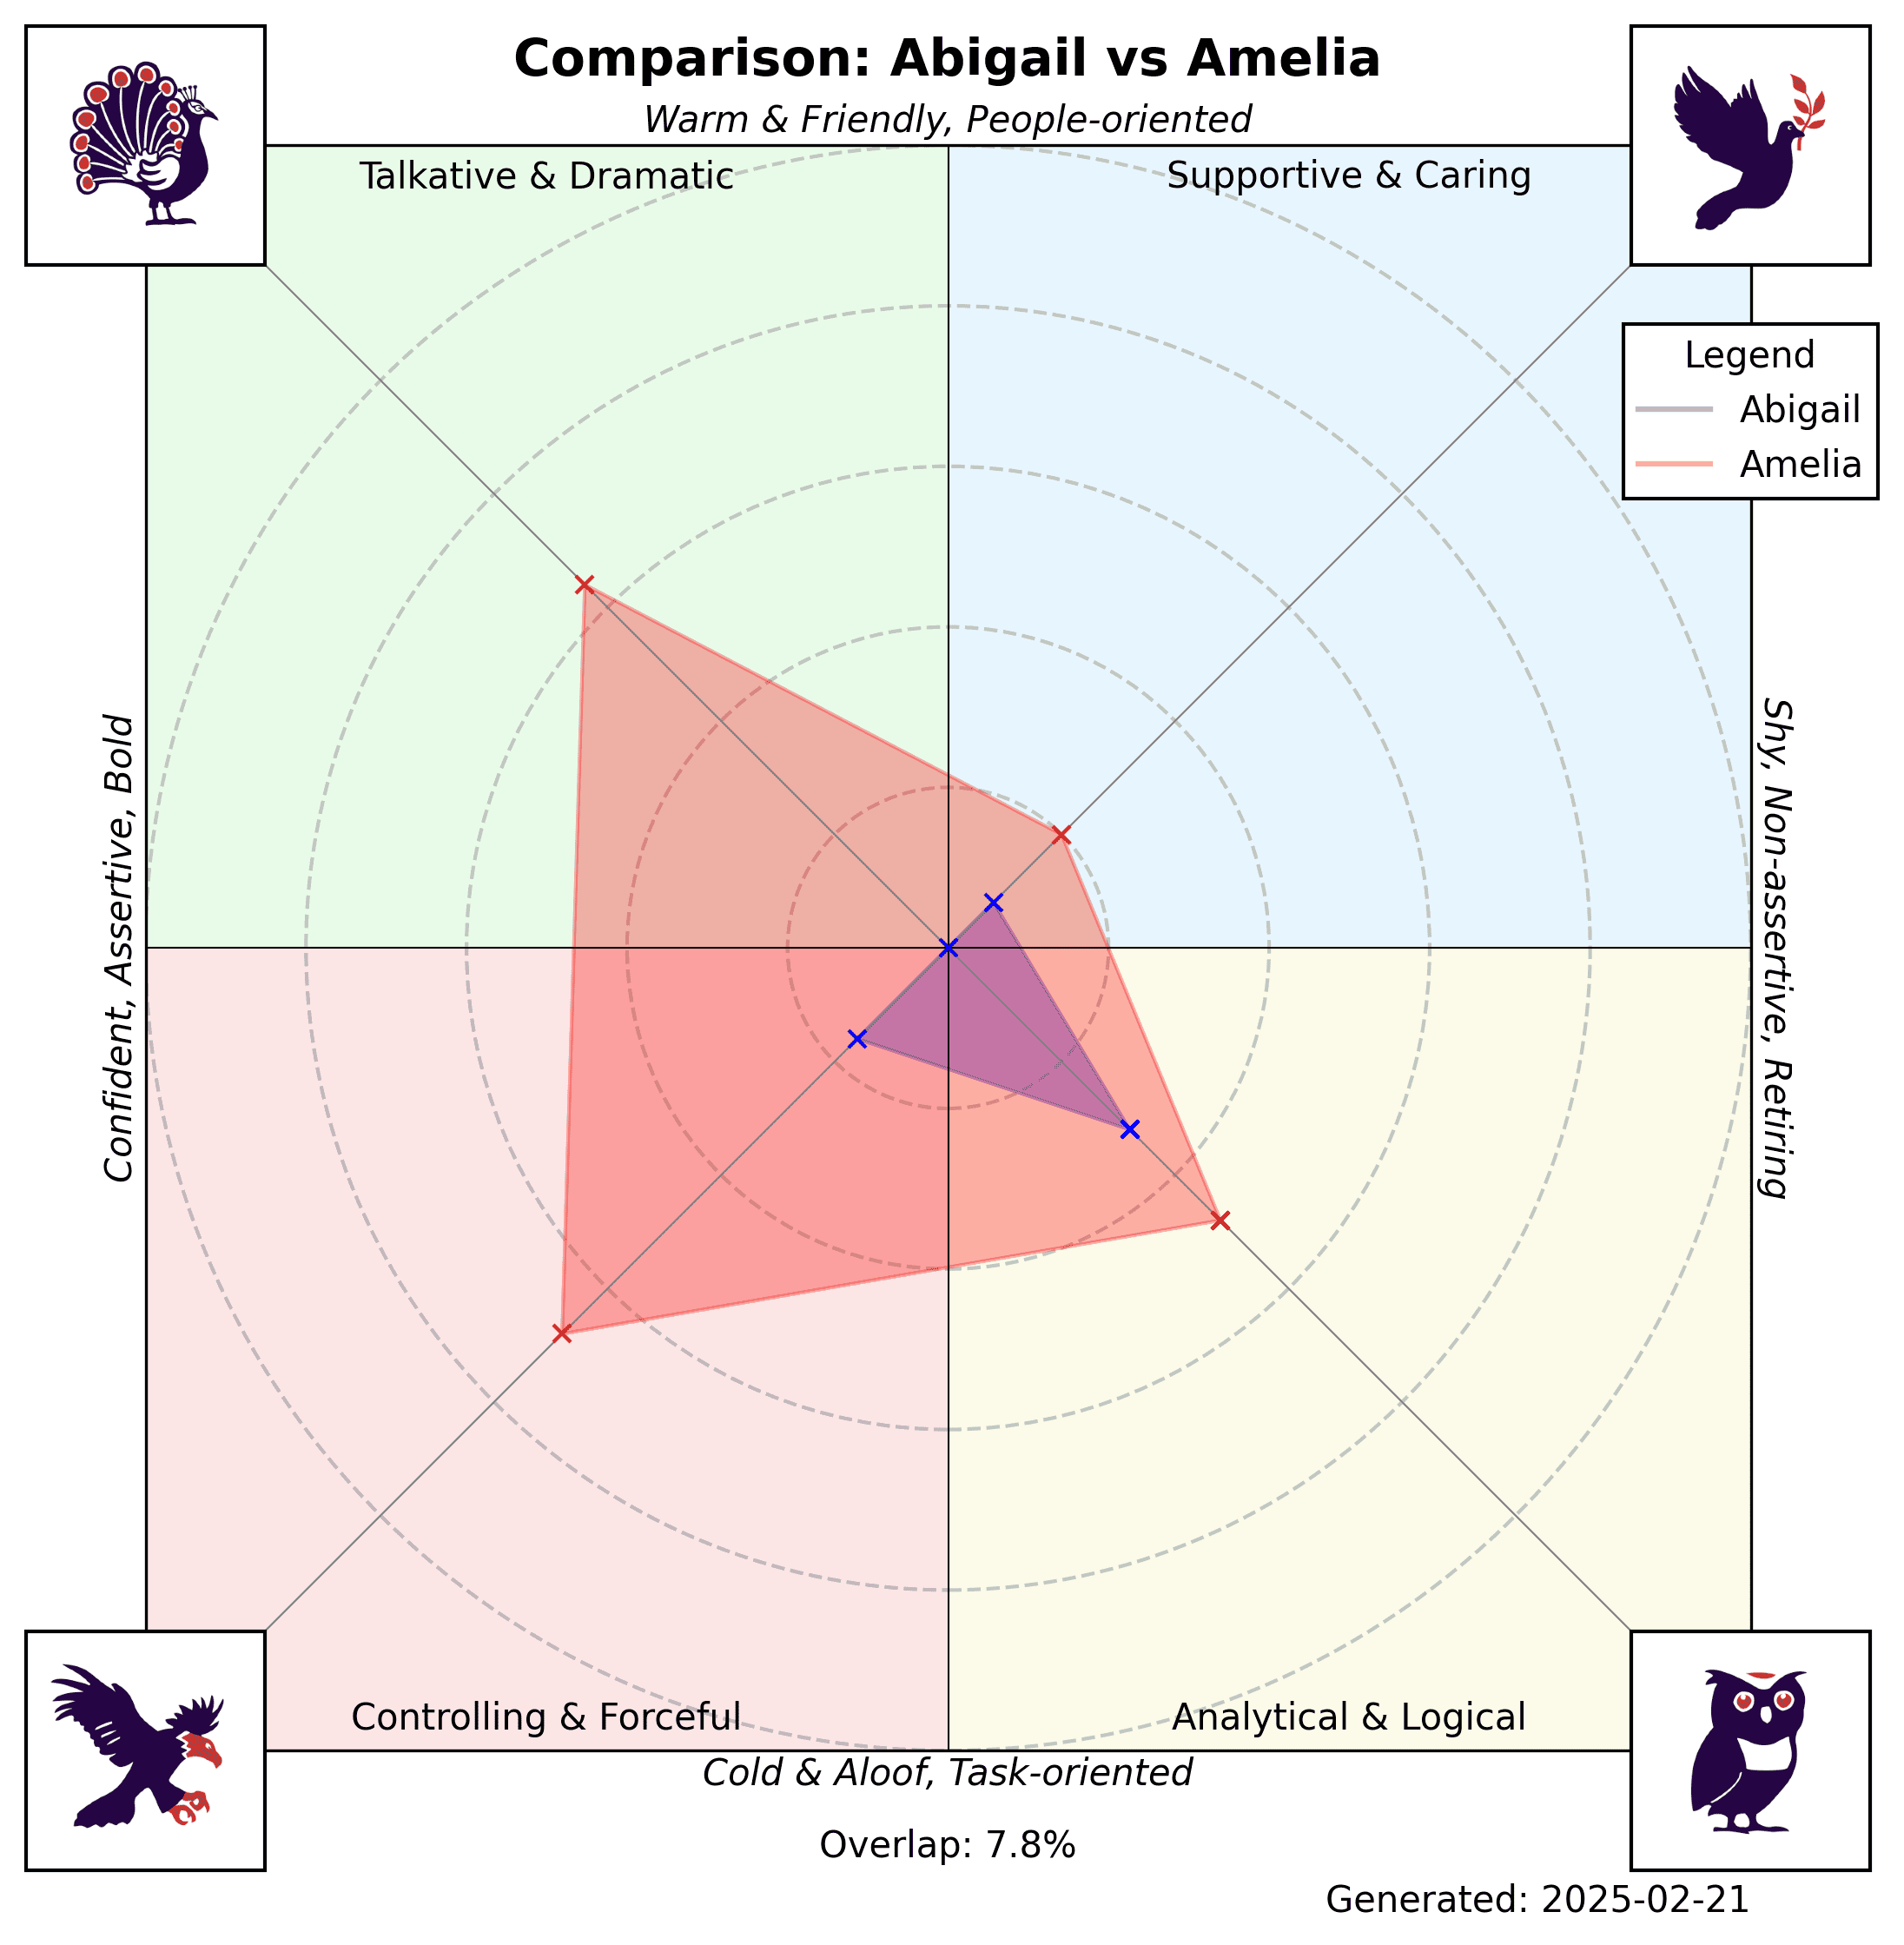 Comparison: Abigail vs Amelia
Warm & Friendly, People-oriented
Talkative & Dramatic
Supportive & Caring
Legend
Abigail
Amelia
Confident, Assertive, Bold
Shy, Non-assertive, Retiring
Controlling & Forceful
Analytical & Logical
Cold & Aloof, Task-oriented
Overlap: 7.8%
Generated: 2025-02-21